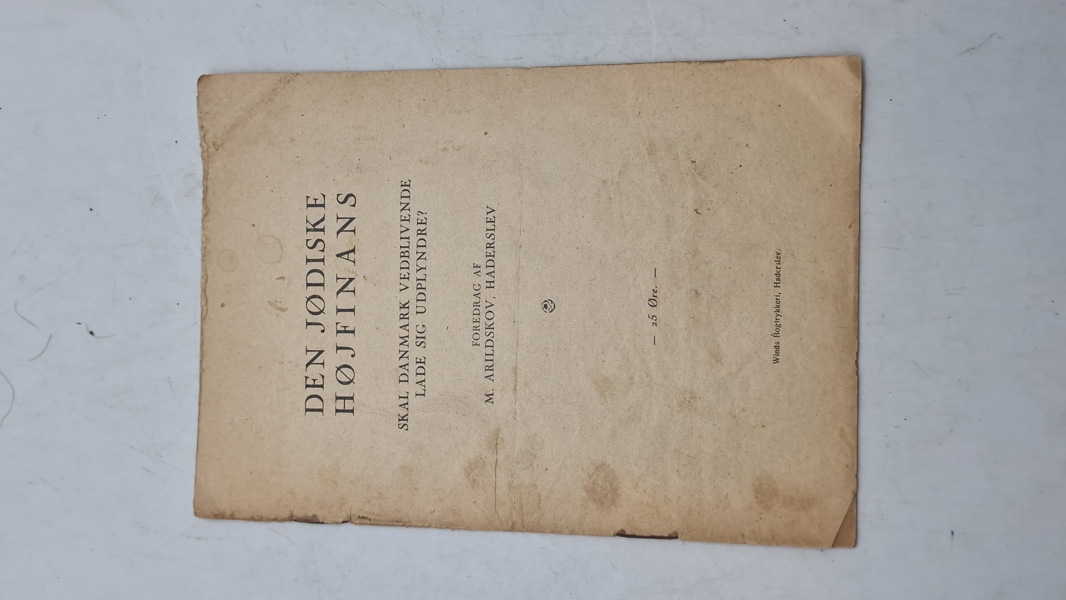 DEN JØDISKE
HØJFINANS
SKAL DANMARK VEDBLIVENDE
LADE SIG UDPLYNDRE?
FOREDRAG AF
M. ARILDSKOV, HADERSLEV
— 25 Øre. —
Winds Bogtrykkeri, Haderslev.